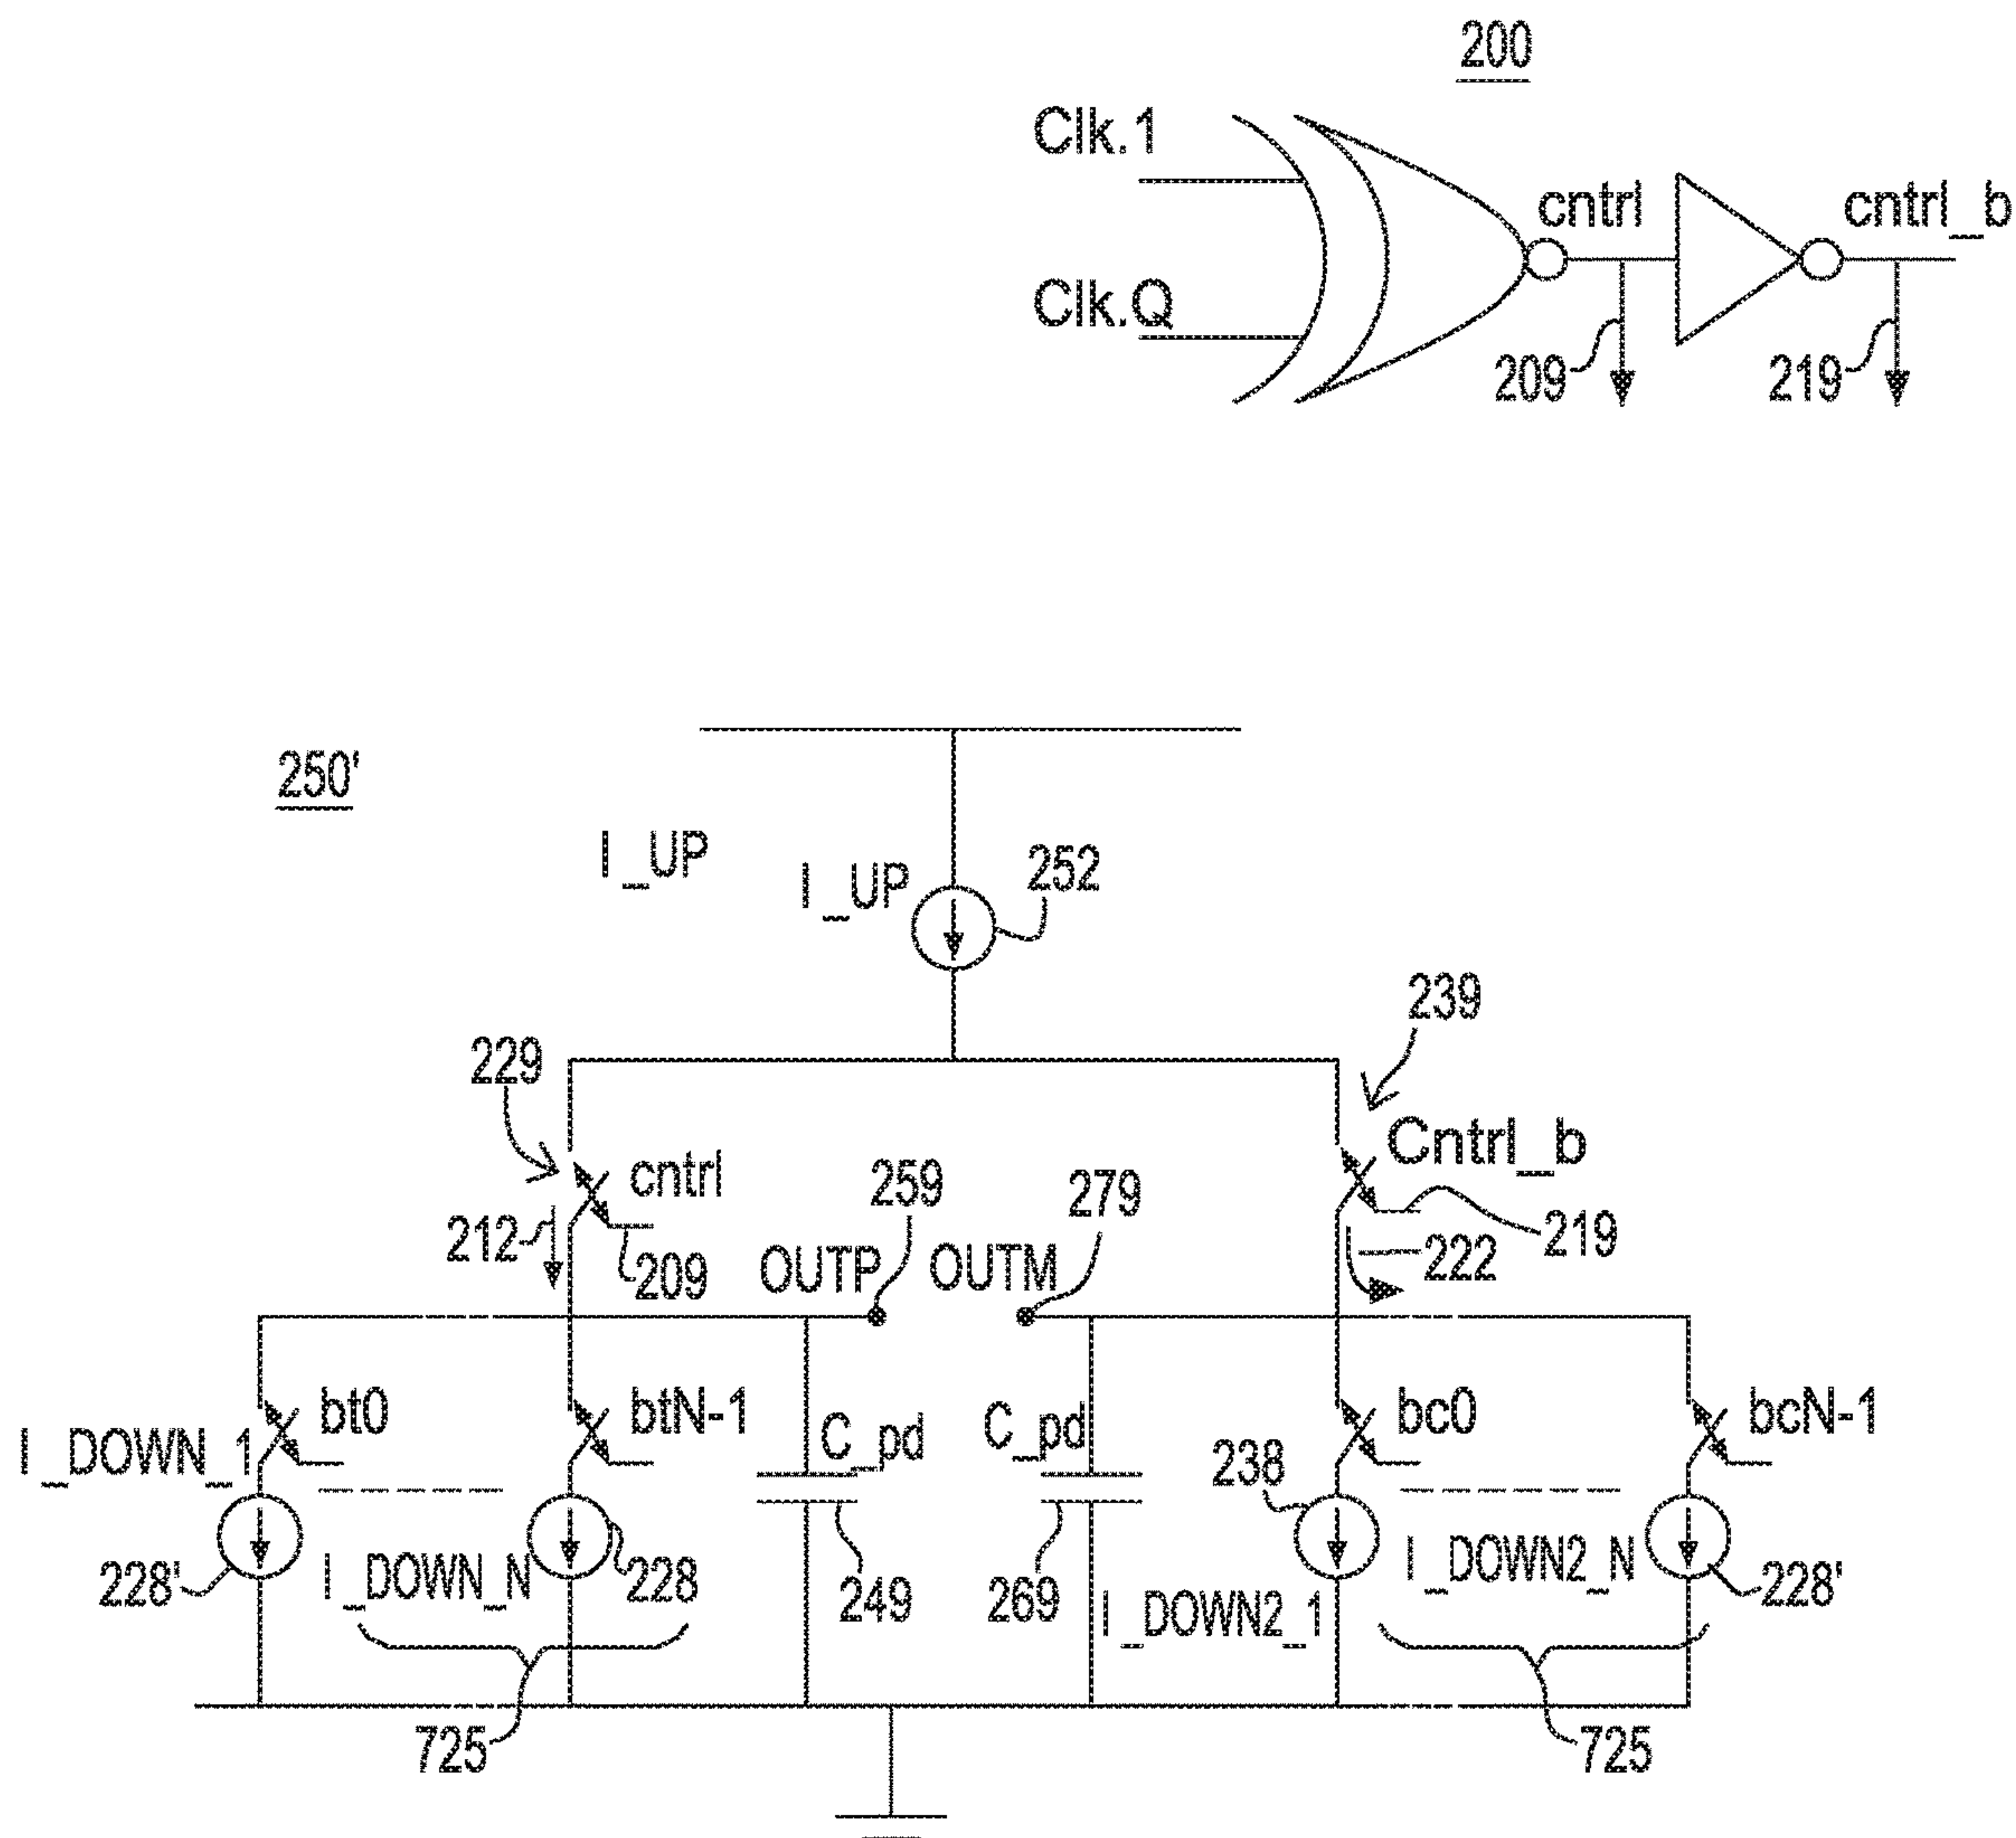 200
Clk.1
cntrl
cntrl_b
Clk.Q
209
219
250'
I_UP
I_UP
252
239
229
cntrl
Cntrl_b
259
279
212
209
OUTP
OUTM
222
219
bt0
btN-1
C_pd
C_pd
bc0
bcN-1
I_DOWN_1
238
228'
I_DOWN_N
228
249
269
I_DOWN2_1
I_DOWN2_N
228'
725
725